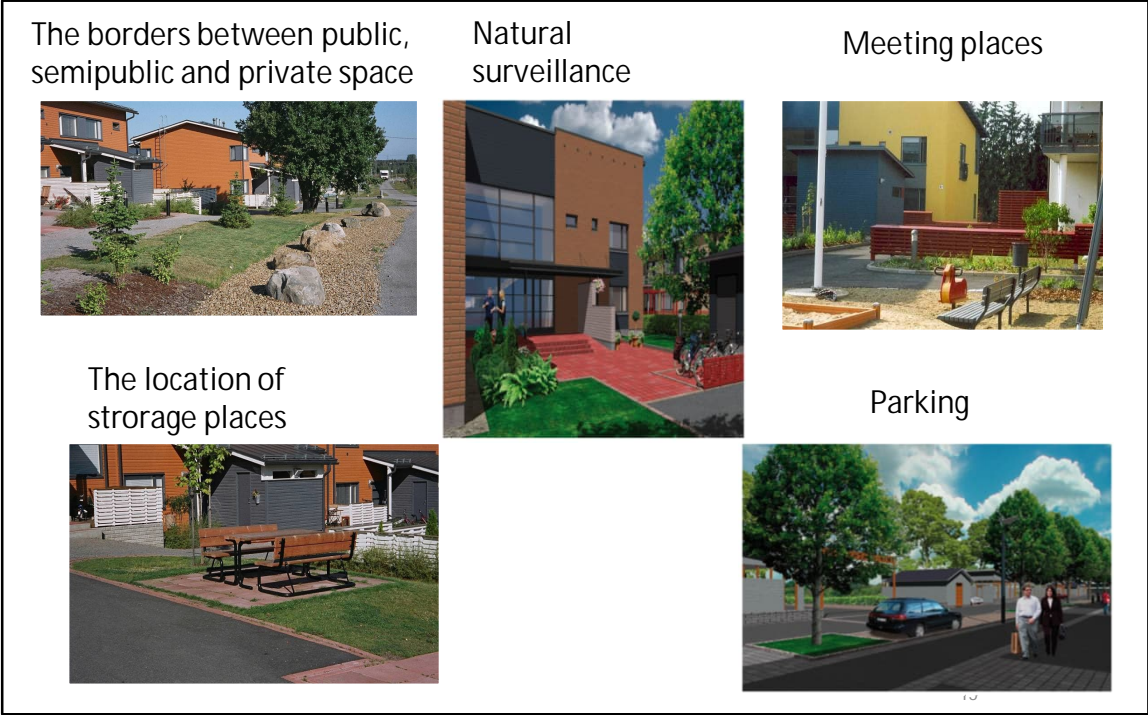 The borders between public,
semipublic and private space
Natural
surveillance
Meeting places
The location of
strorage places
Parking